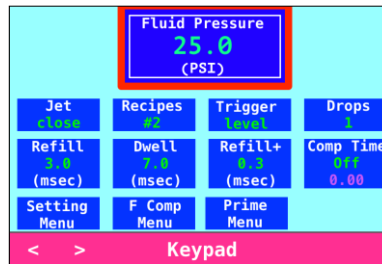 Fluid Pressure
25.0
(PSI)
Jet
close
Recipes
#2
Trigger
level
Drops
1
Refill
3.0
(msec)
Dwell
7.0
(msec)
Refill+
0.3
(msec)
Comp Time
Off
0.00
Setting
Menu
F Comp
Menu
Prime
Menu
< > Keypad